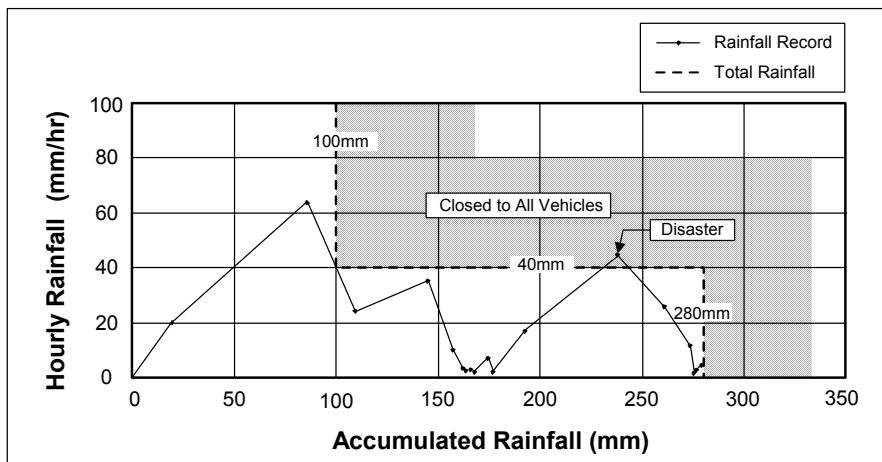 Rainfall Record
Total Rainfall
Hourly Rainfall (mm/hr)
100
80
60
40
20
0
100mm
Closed to All Vehicles
Disaster
40mm
280mm
0
50
100
150
200
250
300
350
Accumulated Rainfall (mm)